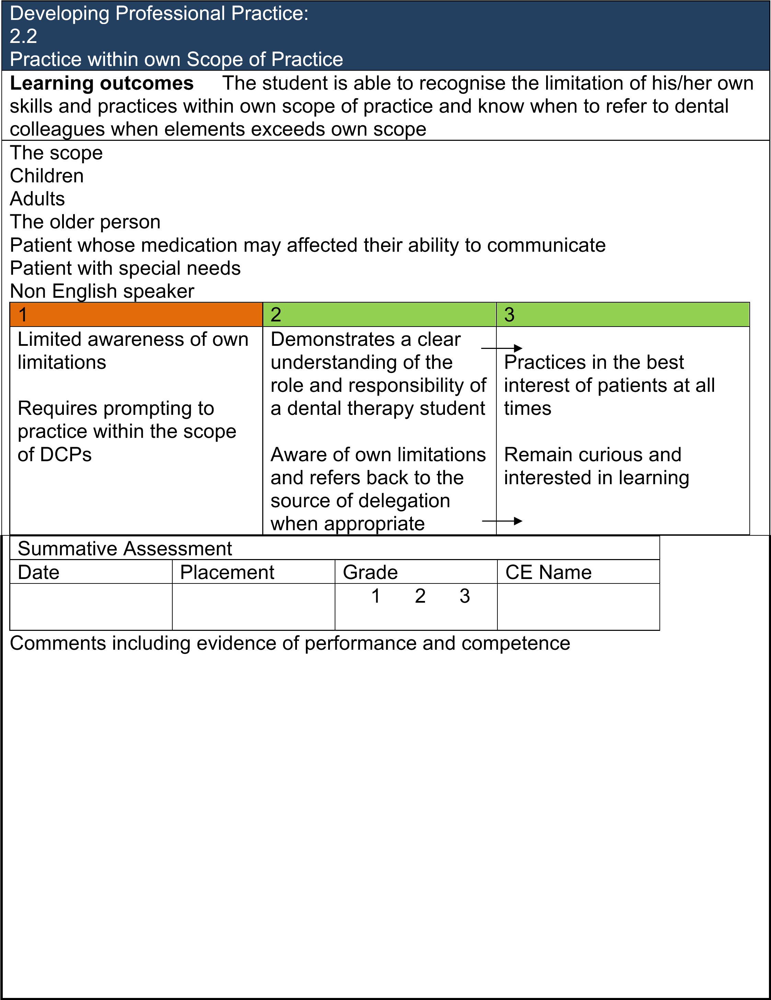 Developing Professional Practice:
2.2
Practice within own Scope of Practice
Learning outcomes The student is able to recognise the limitation of his/her own
skills and practices within own scope of practice and know when to refer to dental
colleagues when elements exceeds own scope
The scope
Children
Adults
The older person
Patient whose medication may affected their ability to communicate
Patient with special needs
Non English speaker
1
2
3
Limited awareness of own
limitations
Requires prompting to
practice within the scope
of DCPs
Demonstrates a clear
understanding of the
role and responsibility of
a dental therapy student
Aware of own limitations
and refers back to the
source of delegation
when appropriate
Practices in the best
interest of patients at all
times
Remain curious and
interested in learning
Summative Assessment
Date
Placement
Grade
CE Name
1 2 3
Comments including evidence of performance and competence